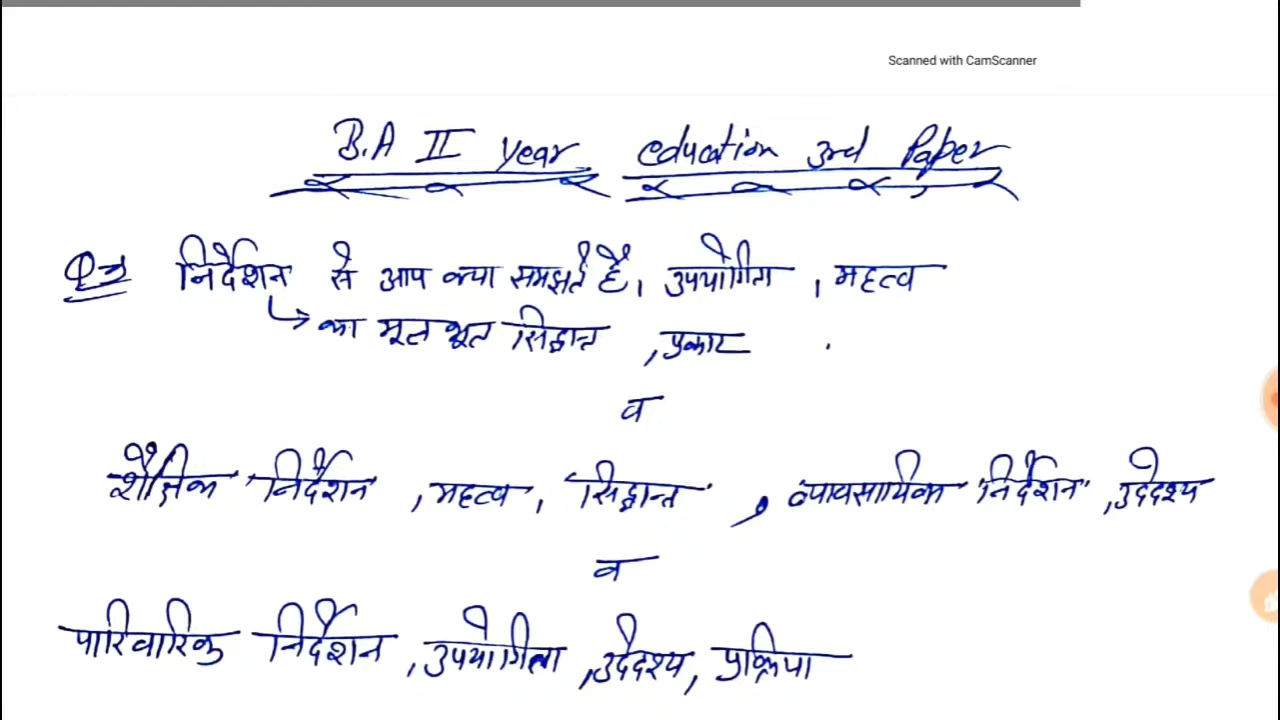 Scanned with CamScanner
B.A II year education 3rd Paper
निर्देशन से आप क्या समझते हैं, उपयोगिता, महत्व
↳ का मूल भूत सिद्धान्त, प्रकार
व
शैक्षिक निर्देशन, महत्व, सिद्धान्त, व्यावसायिक निर्देशन, उद्देश्य
व
पारिवारिक निर्देशन, उपयोगिता, उद्देश्य, प्रक्रिया